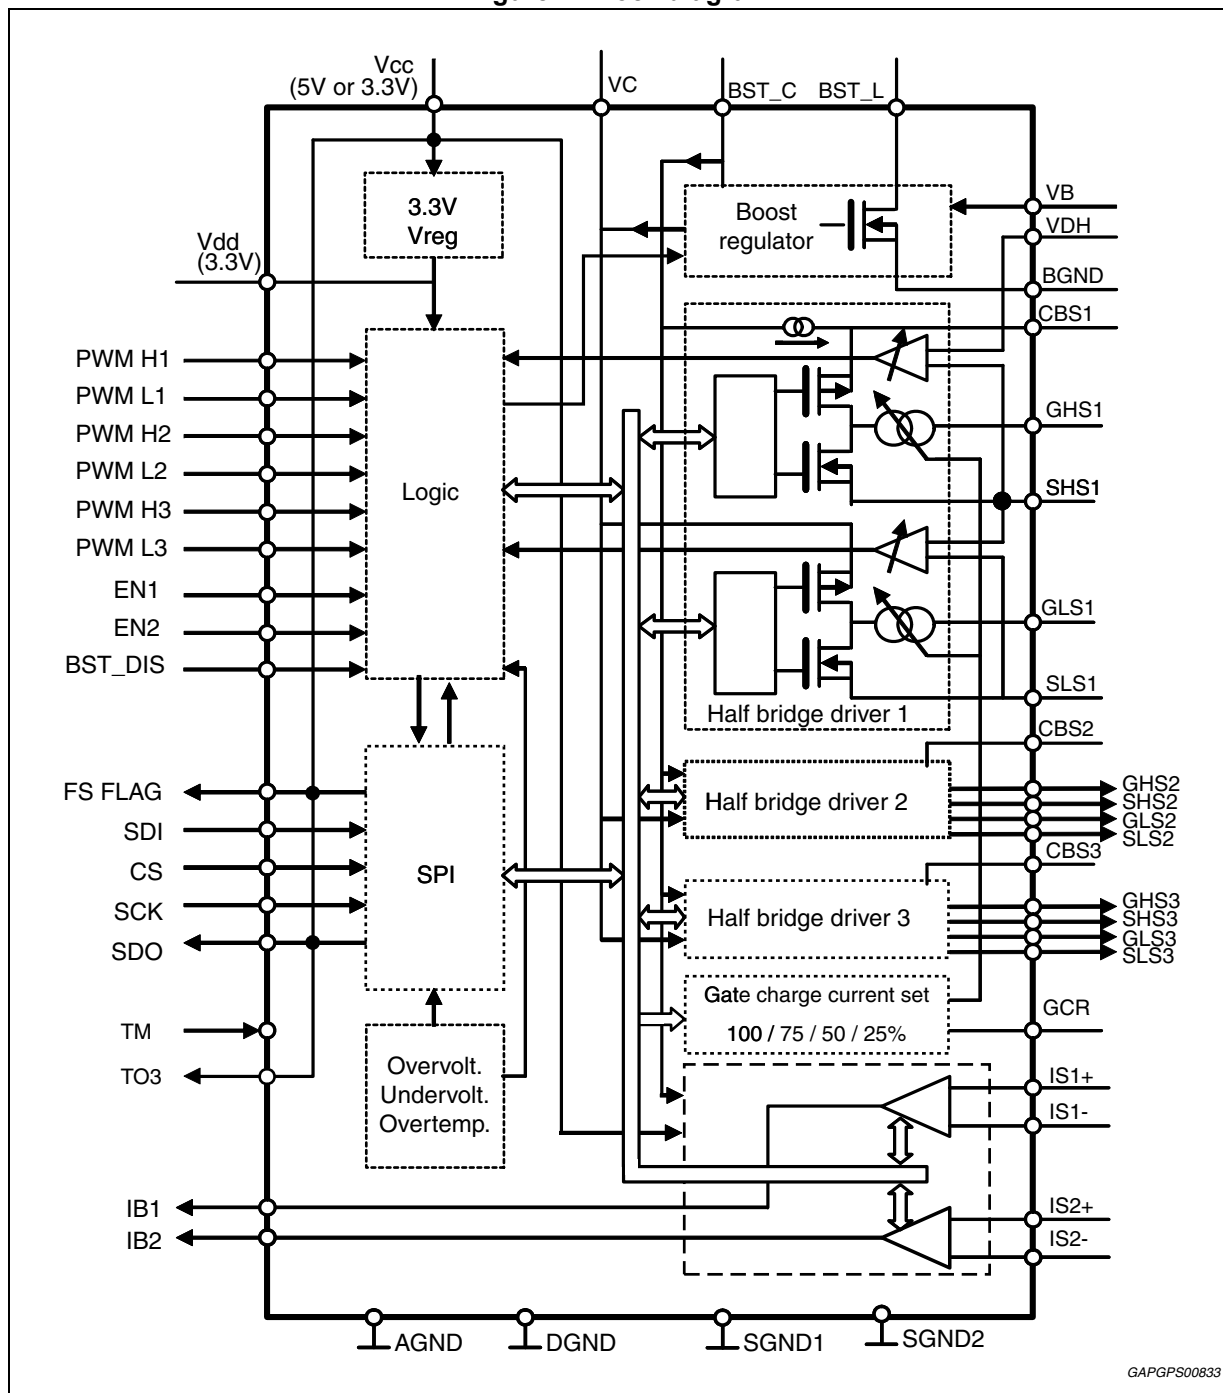 Vcc
(5V or 3.3V)
VC
BST_C
BST_L
3.3V
Vreg
Boost
regulator
VB
VDH
BGND
CBS1
Vdd
(3.3V)
PWM H1
PWM L1
PWM H2
PWM L2
PWM H3
PWM L3
EN1
EN2
BST_DIS
Logic
GHS1
SHS1
GLS1
SLS1
Half bridge driver 1
CBS2
FS FLAG
SDI
CS
SCK
SDO
SPI
Half bridge driver 2
GHS2
SHS2
GLS2
SLS2
CBS3
Half bridge driver 3
GHS3
SHS3
GLS3
SLS3
Gate charge current set
100 / 75 / 50 / 25%
GCR
TM
TO3
Overvolt.
Undervolt.
Overtemp.
IS1+
IS1-
IB1
IB2
IS2+
IS2-
AGND
DGND
SGND1
SGND2
GAPGPS00833